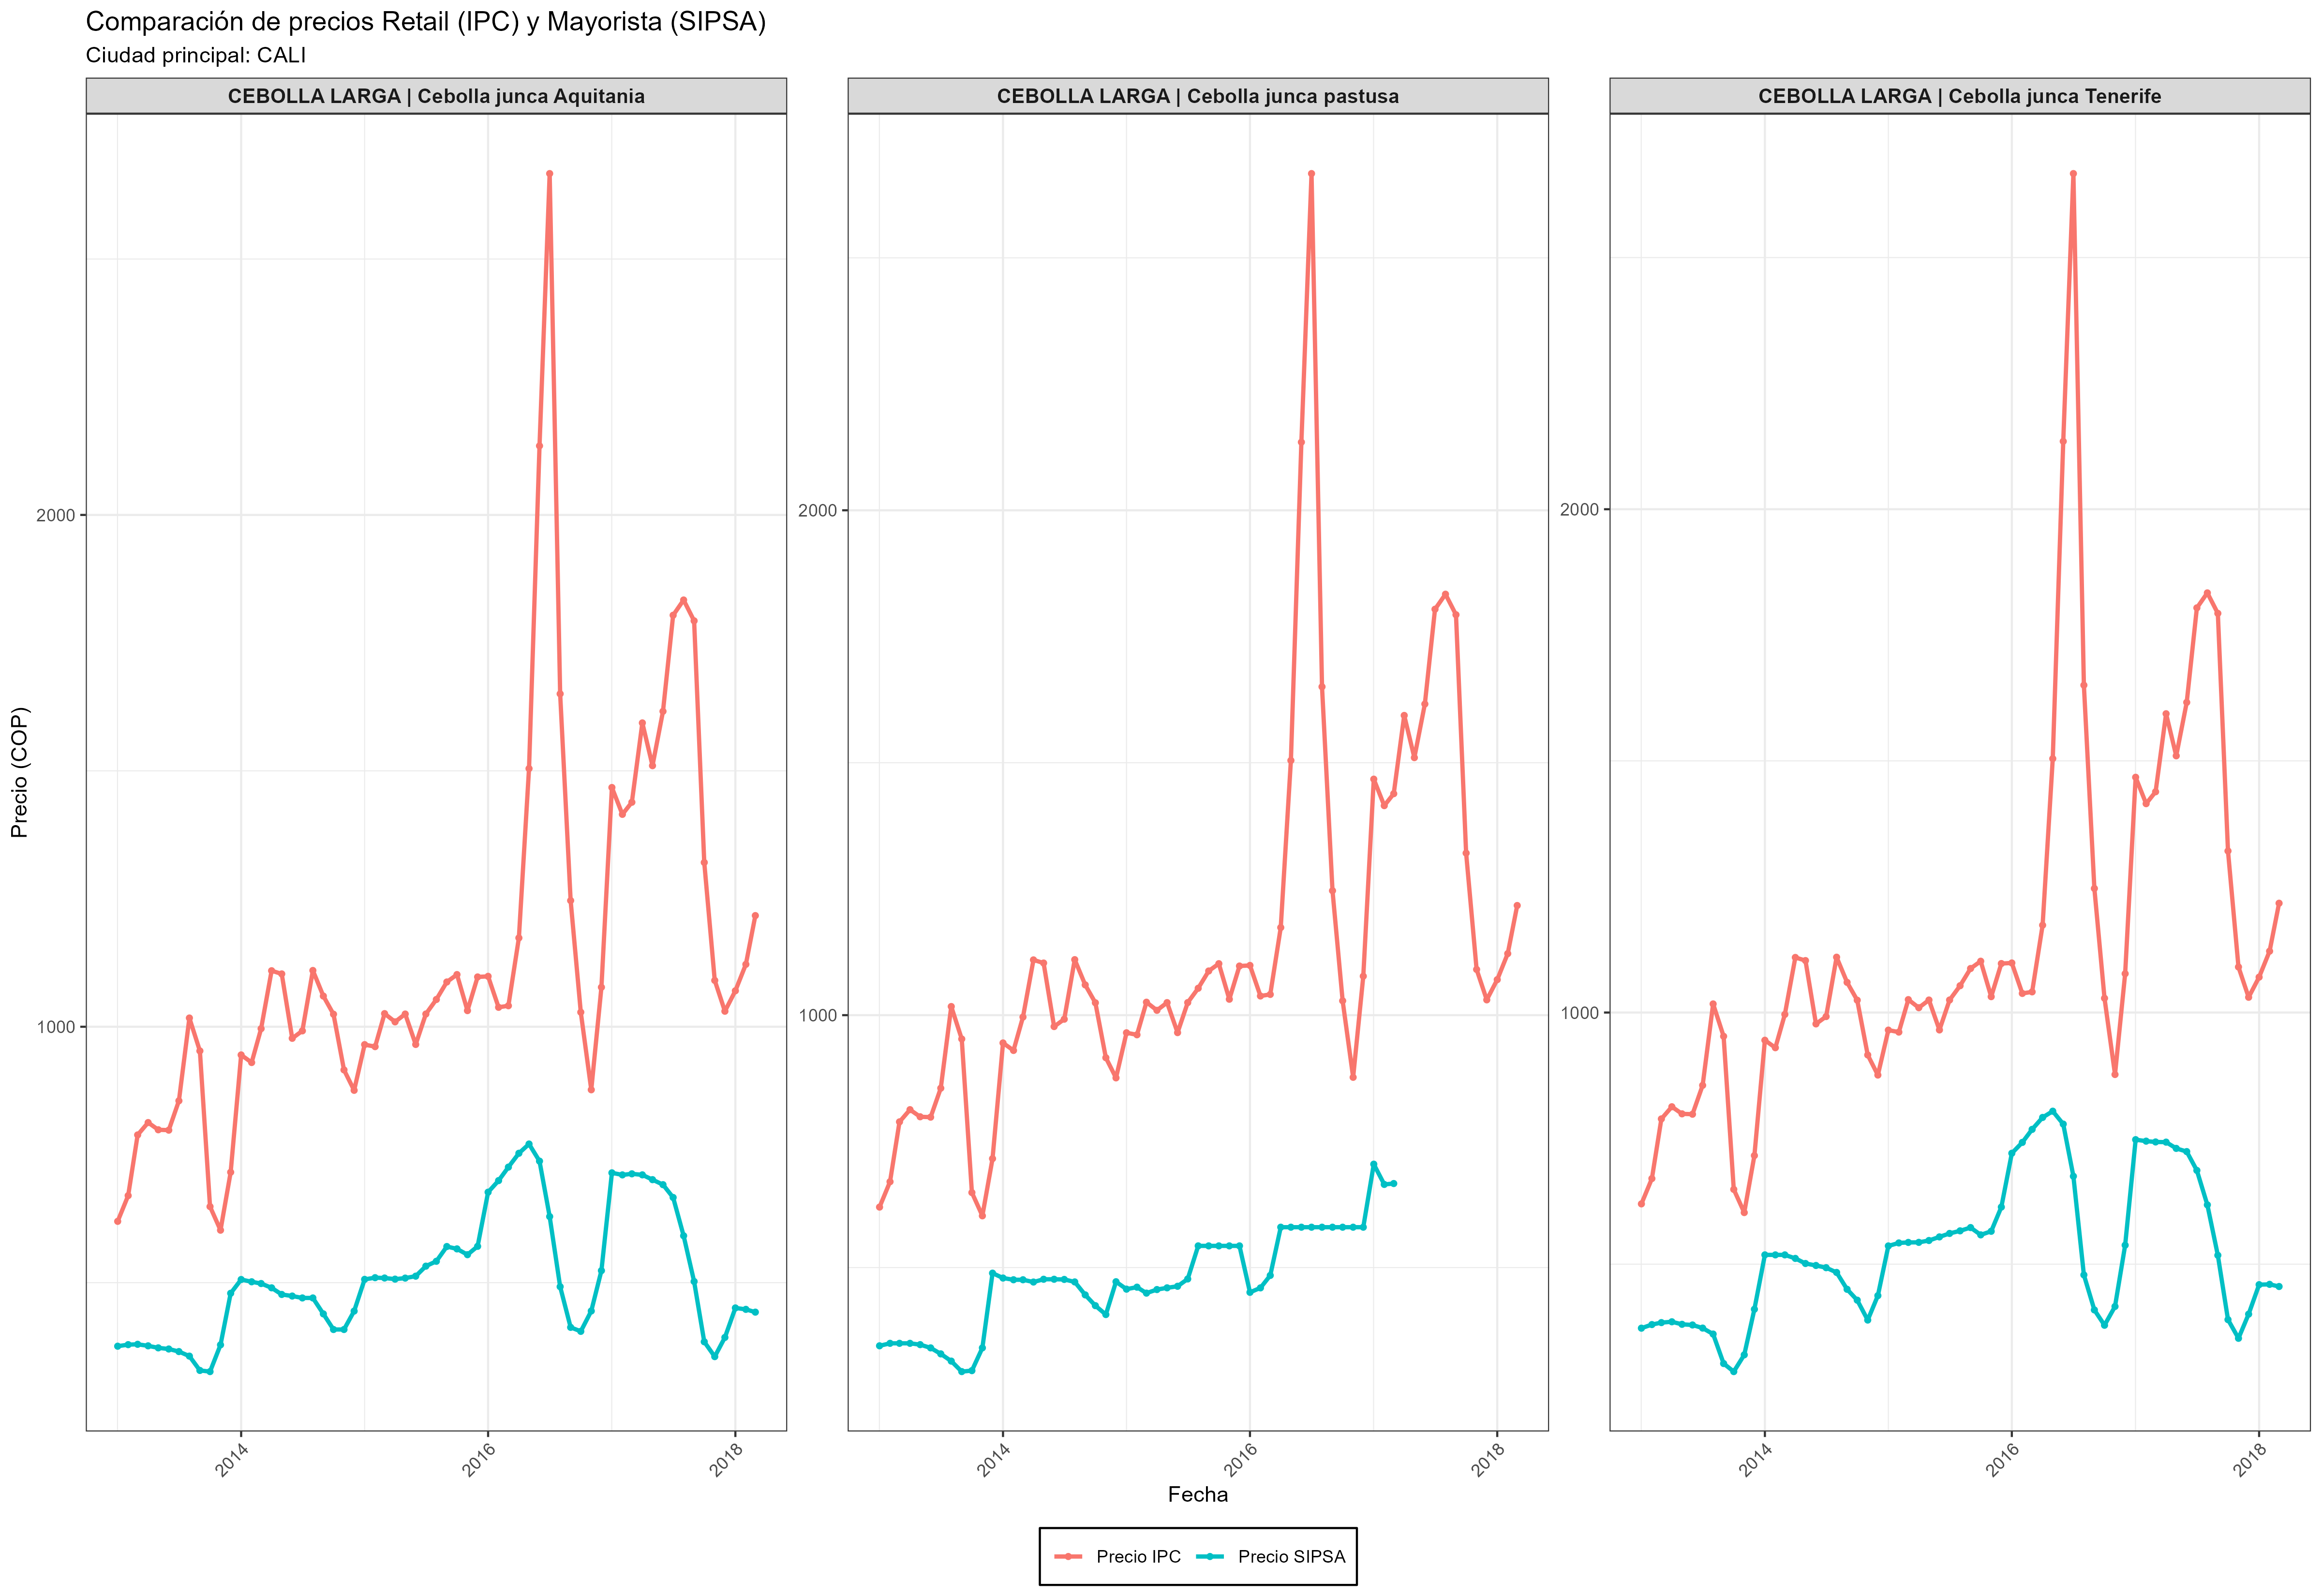 Comparación de precios Retail (IPC) y Mayorista (SIPSA)
Ciudad principal: CALI
CEBOLLA LARGA | Cebolla junca Aquitania
CEBOLLA LARGA | Cebolla junca pastusa
CEBOLLA LARGA | Cebolla junca Tenerife
Precio (COP)
2000
1000
2000
1000
2000
1000
2014
2016
2018
2014
2016
2018
2014
2016
2018
Fecha
Precio IPC
Precio SIPSA